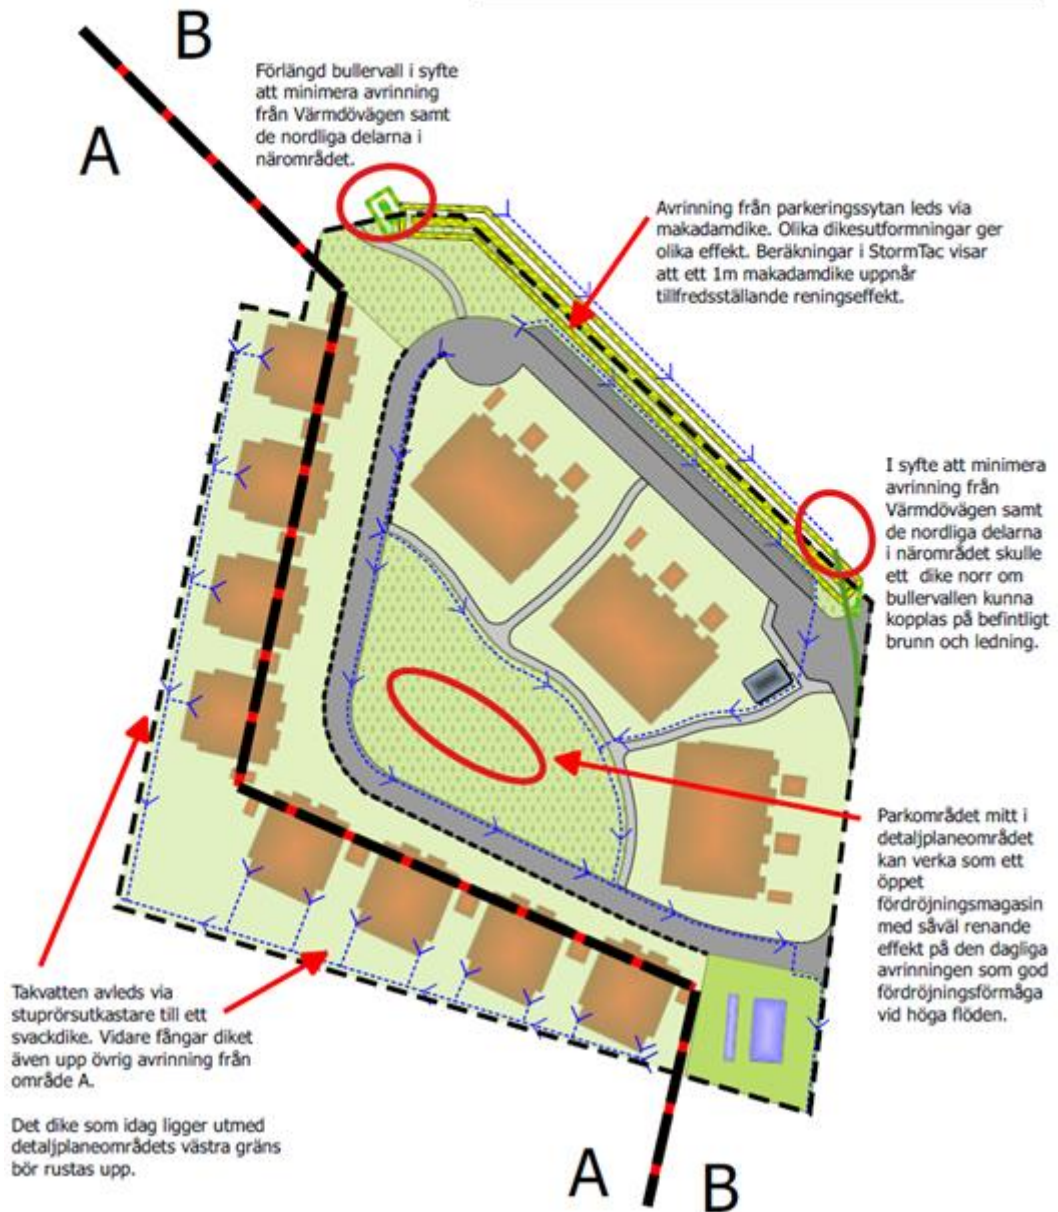 B
A
Förlängd bullervall i syfte
att minimera avrinning
från Värmdövägen samt
de nordliga delarna i
närområdet.
Avrinning från parkeringssytan leds via
makadamdike. Olika dikesutformningar ger
olika effekt. Beräkningar i StormTac visar
att ett 1m makadamdike uppnår
tillfredsställande reningseffekt.
I syfte att minimera
avrinning från
Värmdövägen samt
de nordliga delarna
i närområdet skulle
ett dike norr om
bullervallen kunna
kopplas på befintligt
brunn och ledning.
Parkområdet mitt i
detaljplaneområdet
kan verka som ett
öppet
fördröjningsmagasin
med såväl renande
effekt på den dagliga
avrinningen som god
fördröjningsförmåga
vid höga flöden.
Takvatten avleds via
stuprörsutkastare till ett
svackdike. Vidare fångar diket
även upp övrig avrinning från
område A.
Det dike som idag ligger utmed
detaljplaneområdets västra gräns
bör rustas upp.
A
B